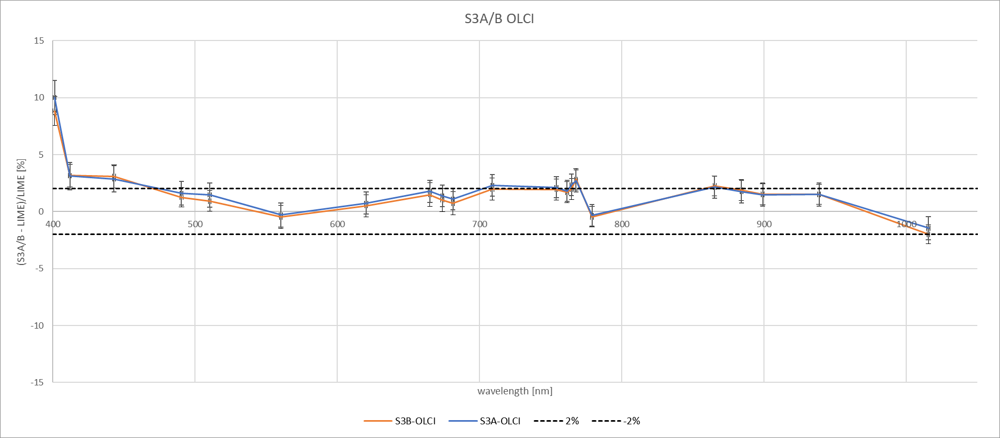 S3A/B OLCI
15
10
5
0
-5
-10
-15
400 500 600 700 800 900 1000
(S3A/B - LIME)/LIME [%]
wavelength [nm]
S3B-OLCI S3A-OLCI 2% -2%